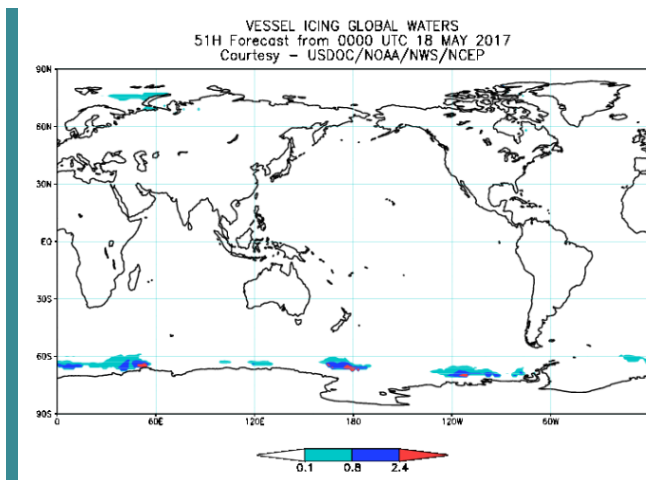 VESSEL ICING GLOBAL WATERS
51H Forecast from 0000 UTC 18 MAY 2017
Courtesy - USDOC/NOAA/NWS/NCEP
90N
60N
30N
EQ
30S
60S
90S
0 60E 120E 180 120W 60W
0.1 0.8 2.4